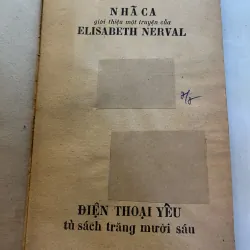 NHÃ CA
giới thiệu một truyện của
ELISABETH NERVAL
ĐIỆN THOẠI YÊU
tủ sách trăng mười sáu